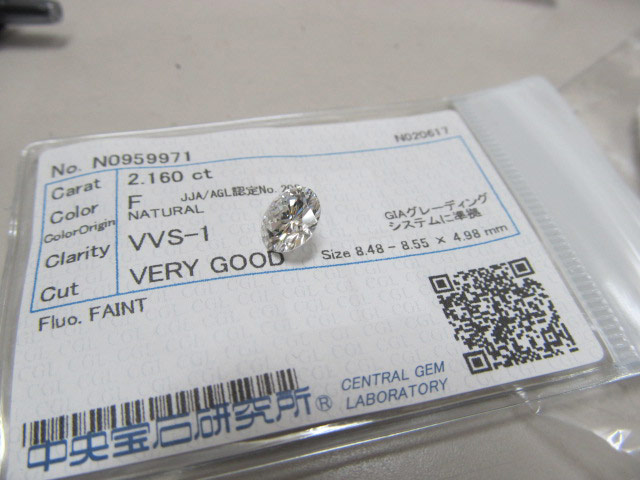 No. N0959971
N020617
Carat 2.160 ct
Color F JJA/AGL認定No.
ColorOrigin NATURAL
GIAグレーディング
システムに準拠
Clarity VVS-1
Size 8.48 - 8.55 × 4.98 mm
Cut VERY GOOD
Fluo. FAINT
中央宝石研究所®
CENTRAL GEM
LABORATORY